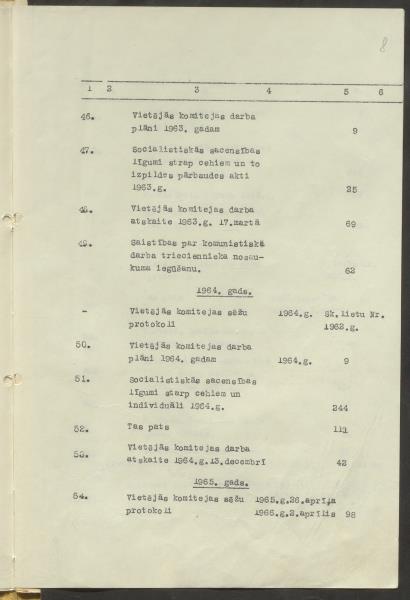 8
1 2 3 4 5 6
46. Vietējās komitejas darba
plāni 1963. gadam 9
47. Socialistiskās sacensības
līgumi strap cehiem un to
izpildes pārbaudes akti
1963.g. 25
48. Vietējās komitejas darba
atskaite 1963.g. 17.martā 69
49. Saistības par komunistiskā
darba trieciennieka nosau-
kuma iegūšanu. 62
1964. gads.
- Vietējās komitejas sēžu 1964.g. Sk.lietu Nr.
protokoli 1962.g.
50. Vietējās komitejas darba
plāni 1964. gadam 1964.g. 9
51. Socialistiskās sacensības
līgumi starp cehiem un
individuāli 1964.g. 244
52. Tas pats 111
53. Vietējās komitejas darba
atskaite 1964.g.13.decembrī 42
1965. gads.
54. Vietējās komitejas sēžu 1965.g.26.aprīļa
protokoli 1966.g.2.aprīlis 98